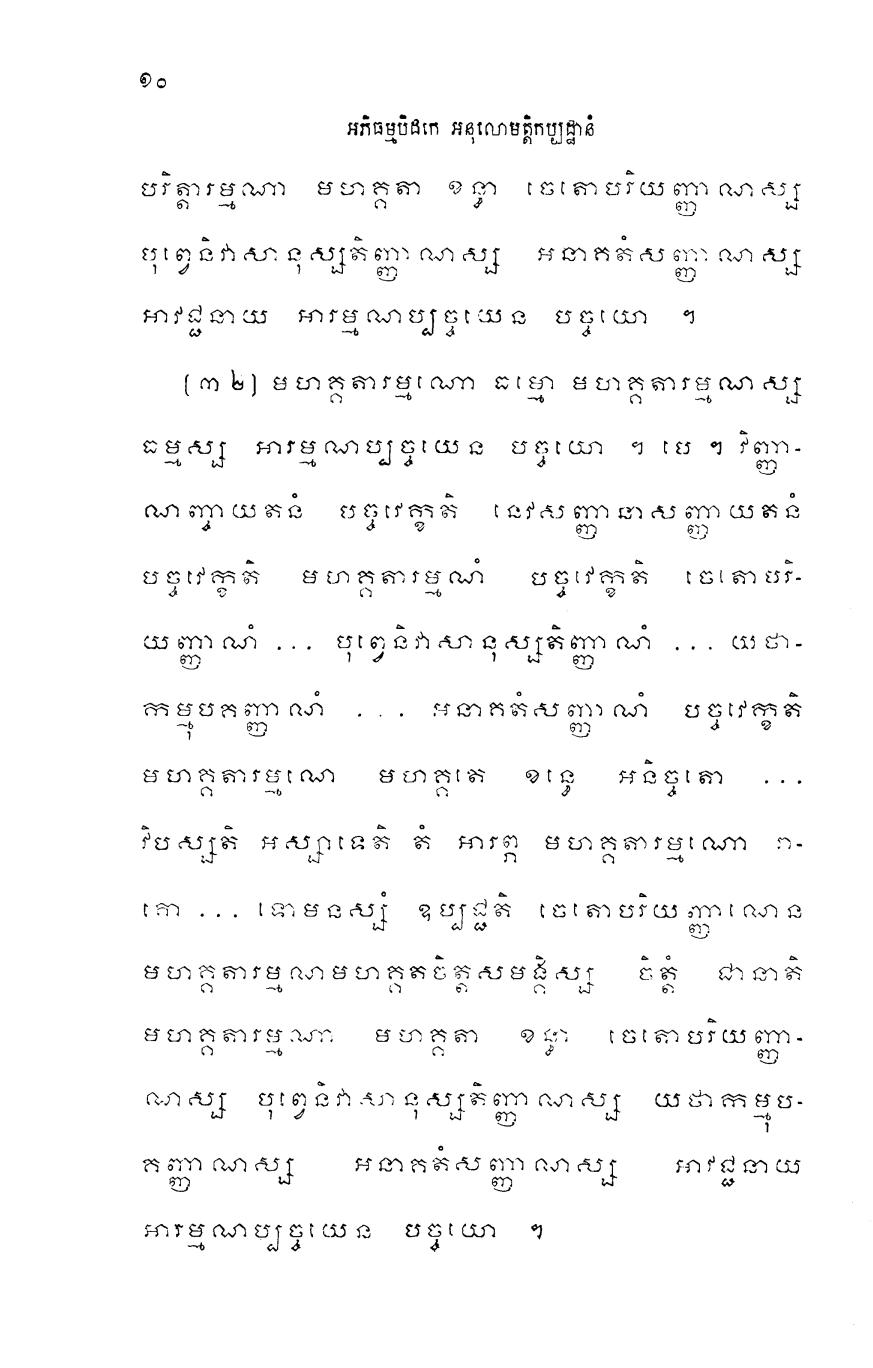 ១០
អភិធម្មបិដកេ អនុលោមត្តិកប្បដ្ឋានំ
បរិត្តារម្មណា មហគ្គតា ខន្ធា ចេតោបរិយញ្ញាណស្ស
បុព្វេនិវាសានុស្សតិញ្ញាណស្ស អនាគតំសញ្ញាណស្ស
អាវជ្ជនាយ អារម្មណប្បច្ចយេន បច្ចយោ ។
(៣២) មហគ្គតារម្មណោ ធម្មោ មហគ្គតារម្មណស្ស
ធម្មស្ស អារម្មណប្បច្ចយេន បច្ចយោ ។ បេ ។ វិញ្ញា-
ណញ្ចាយតនំ បច្ចវេក្ខតិ នេវសញ្ញានាសញ្ញាយតនំ
បច្ចវេក្ខតិ មហគ្គតារម្មណំ បច្ចវេក្ខតិ ចេតោបរិ-
យញ្ញាណំ ... បុព្វេនិវាសានុស្សតិញ្ញាណំ ... យថា-
កម្មុបគញ្ញាណំ ... អនាគតំសញ្ញាណំ បច្ចវេក្ខតិ
មហគ្គតារម្មណេ មហគ្គតេ ខន្ធេ អនិច្ចតោ ...
វិបស្សតិ អស្សាទេតិ តំ អារព្ភ មហគ្គតារម្មណោ រា-
គោ ... ទោមនស្សំ ឧប្បជ្ជតិ ចេតោបរិយញ្ញាណេន
មហគ្គតារម្មណមហគ្គតចិត្តសមង្គិស្ស ចិត្តំ ជានាតិ
មហគ្គតារម្មណា មហគ្គតា ខន្ធា ចេតោបរិយញ្ញា-
ណស្ស បុព្វេនិវាសានុស្សតិញ្ញាណស្ស យថាកម្មុប-
គញ្ញាណស្ស អនាគតំសញ្ញាណស្ស អាវជ្ជនាយ
អារម្មណប្បច្ចយេន បច្ចយោ ។